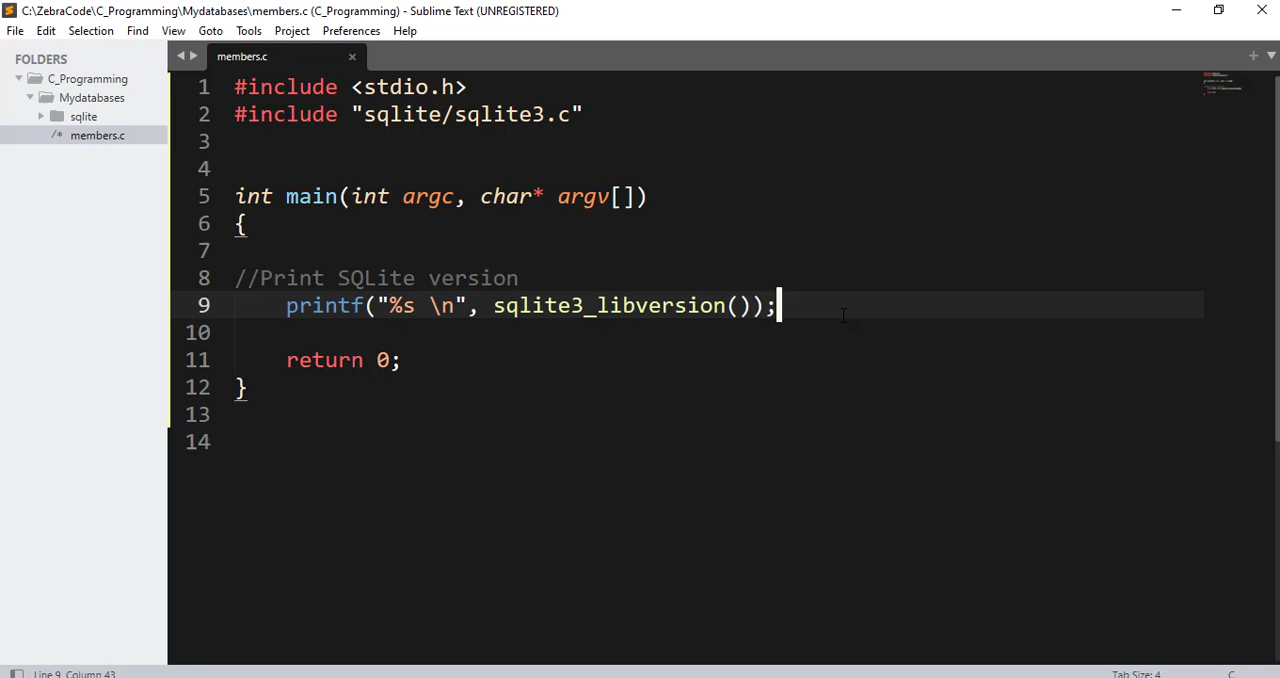 C:\ZebraCode\C_Programming\Mydatabases\members.c (C_Programming) - Sublime Text (UNREGISTERED)
File Edit Selection Find View Goto Tools Project Preferences Help
FOLDERS
C_Programming
Mydatabases
sqlite
/* members.c
members.c
1 #include <stdio.h>
2 #include "sqlite/sqlite3.c"
3
4
5 int main(int argc, char* argv[])
6 {
7
8 //Print SQLite version
9 printf("%s \n", sqlite3_libversion());
10
11 return 0;
12 }
13
14
Line 9, Column 43
Tab Size: 4
C